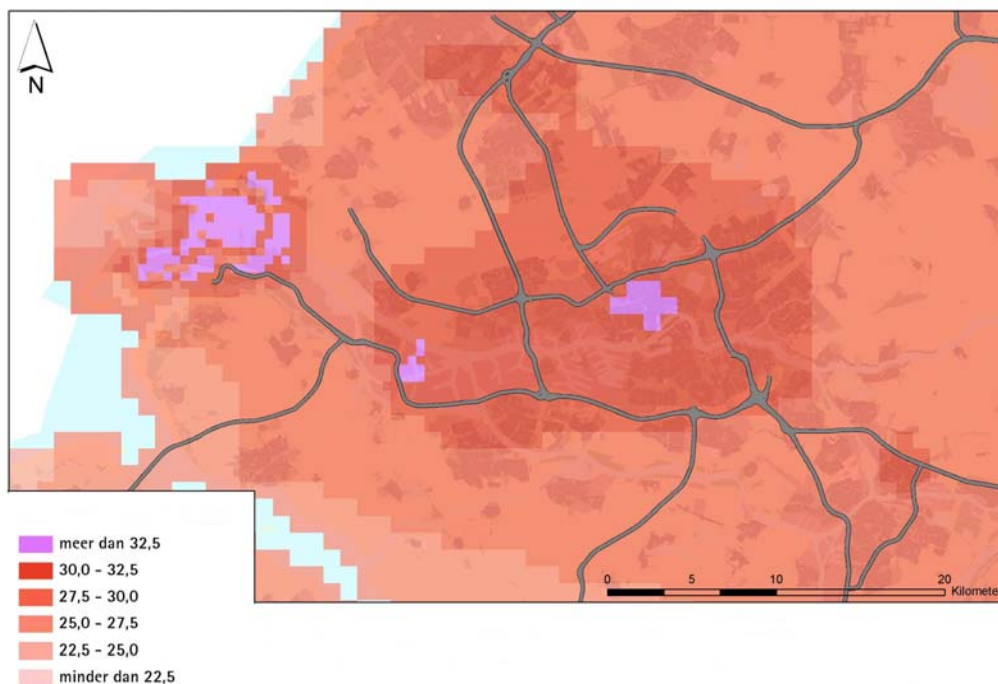 N
meer dan 32,5
30,0 - 32,5
27,5 - 30,0
25,0 - 27,5
22,5 - 25,0
minder dan 22,5
0 5 10 20
Kilomete